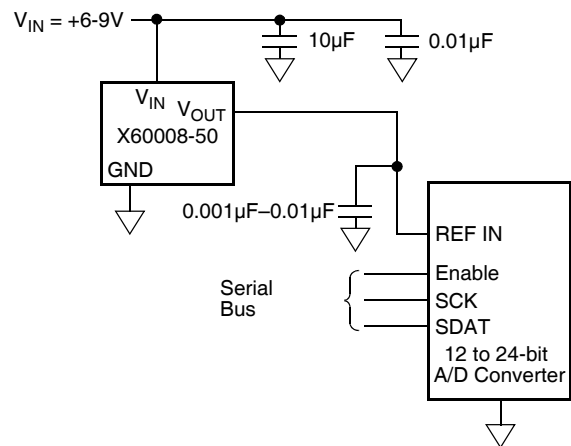 V_IN = +6-9V
10µF
0.01µF
V_IN
V_OUT
X60008-50
GND
0.001µF–0.01µF
REF IN
Serial
Bus
Enable
SCK
SDAT
12 to 24-bit
A/D Converter